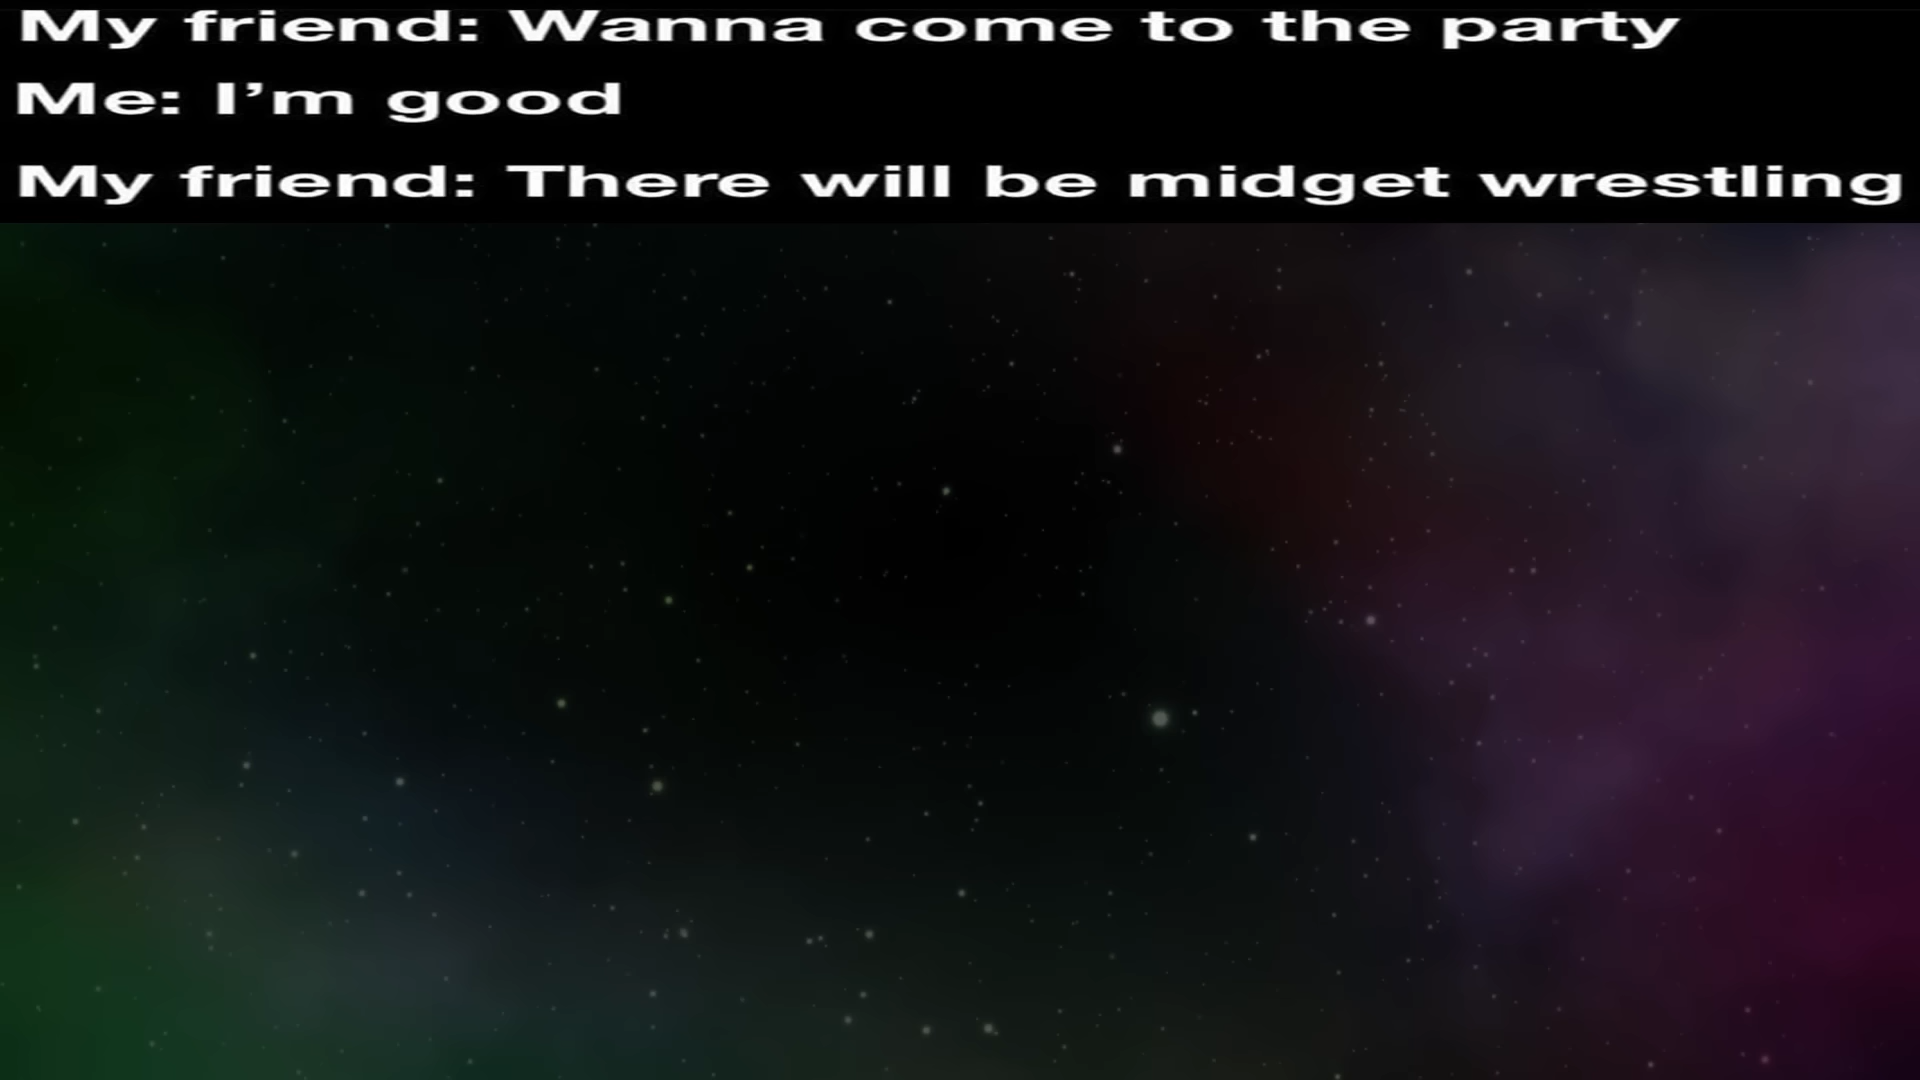 My friend: Wanna come to the party
Me: I’m good
My friend: There will be midget wrestling